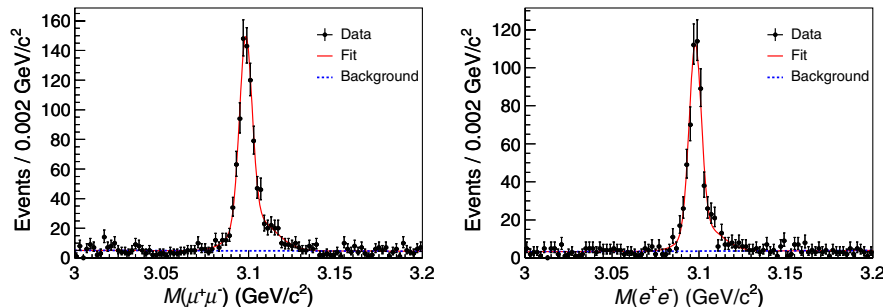 Events / 0.002 GeV/c²
160
140
120
100
80
60
40
20
0
3
3.05
3.1
3.15
3.2
M(μ⁺μ⁻) (GeV/c²)
Data
Fit
Background
Events / 0.002 GeV/c²
120
100
80
60
40
20
0
3
3.05
3.1
3.15
3.2
M(e⁺e⁻) (GeV/c²)
Data
Fit
Background